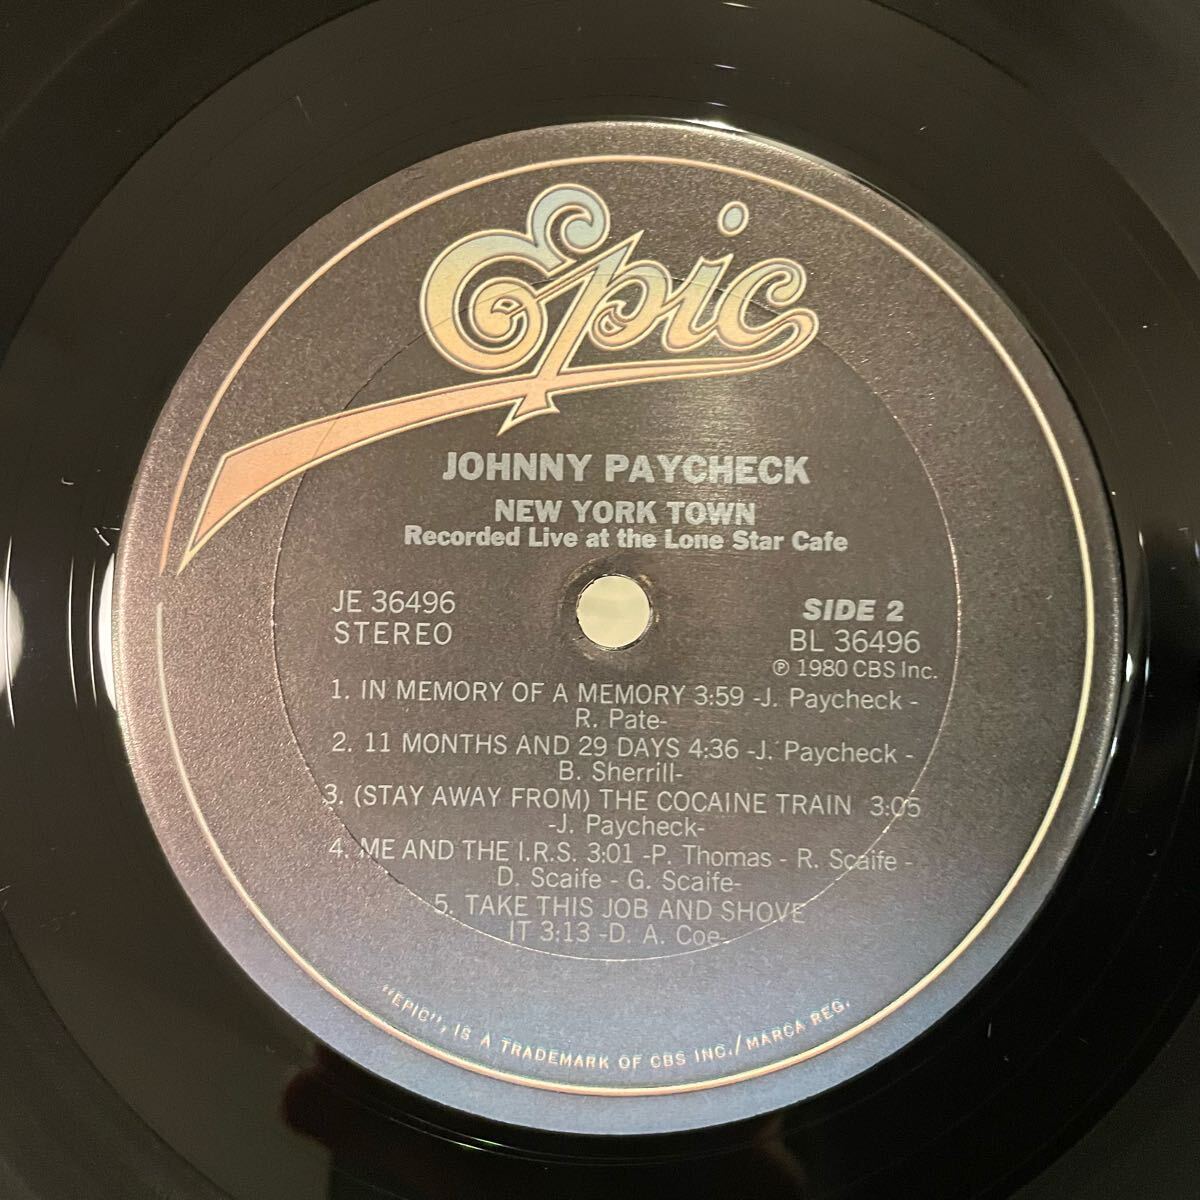 Epic
JOHNNY PAYCHECK
NEW YORK TOWN
Recorded Live at the Lone Star Cafe
JE 36496
STEREO
SIDE 2
BL 36496
℗ 1980 CBS Inc.
1. IN MEMORY OF A MEMORY 3:59 -J. Paycheck -
R. Pate-
2. 11 MONTHS AND 29 DAYS 4:36 -J. Paycheck -
B. Sherrill-
3. (STAY AWAY FROM) THE COCAINE TRAIN 3:05
-J. Paycheck-
4. ME AND THE I.R.S. 3:01 -P. Thomas - R. Scaife -
D. Scaife - G. Scaife-
5. TAKE THIS JOB AND SHOVE
IT 3:13 -D. A. Coe-
"EPIC", IS A TRADEMARK OF CBS INC./MARCA REG.